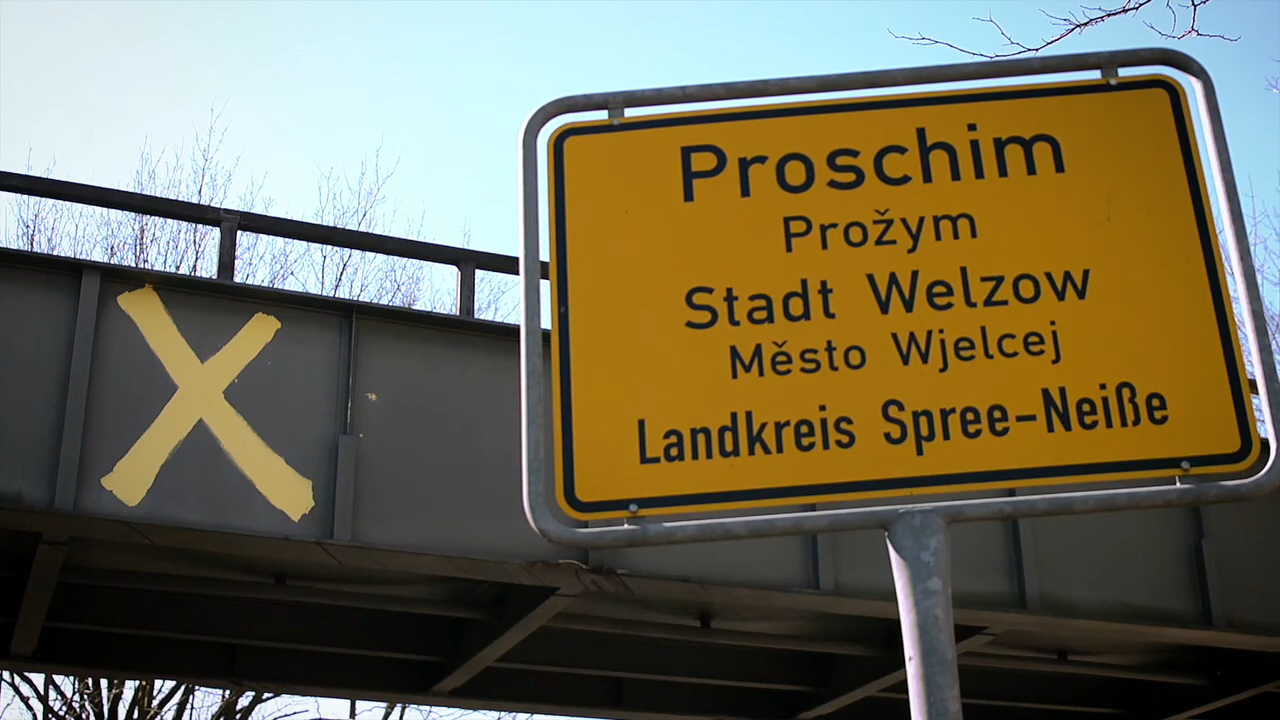 Proschim
Prožym
Stadt Welzow
Město Wjelcej
Landkreis Spree-Neiße